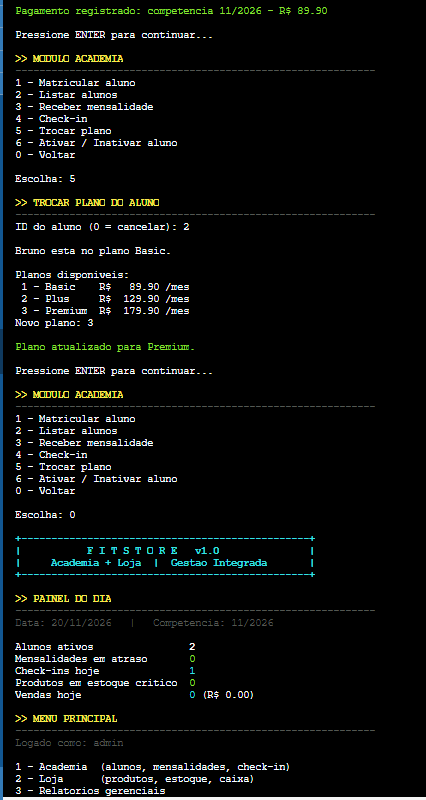 Pagamento registrado: competencia 11/2026 - R$ 89.90
Pressione ENTER para continuar...
>> MODULO ACADEMIA
------------------------------------------------------------
1 - Matricular aluno
2 - Listar alunos
3 - Receber mensalidade
4 - Check-in
5 - Trocar plano
6 - Ativar / Inativar aluno
0 - Voltar
Escolha: 5
>> TROCAR PLANO DO ALUNO
------------------------------------------------------------
ID do aluno (0 = cancelar): 2
Bruno esta no plano Basic.
Planos disponiveis:
1 - Basic    R$   89.90 /mes
2 - Plus     R$  129.90 /mes
3 - Premium  R$  179.90 /mes
Novo plano: 3
Plano atualizado para Premium.
Pressione ENTER para continuar...
>> MODULO ACADEMIA
------------------------------------------------------------
1 - Matricular aluno
2 - Listar alunos
3 - Receber mensalidade
4 - Check-in
5 - Trocar plano
6 - Ativar / Inativar aluno
0 - Voltar
Escolha: 0
+------------------------------------------------+
|           F I T S T O R E   v1.0               |
|     Academia + Loja  |  Gestao Integrada       |
+------------------------------------------------+
>> PAINEL DO DIA
------------------------------------------------------------
Data: 20/11/2026   |   Competencia: 11/2026
Alunos ativos                2
Mensalidades em atraso       0
Check-ins hoje               1
Produtos em estoque critico  0
Vendas hoje                  0 (R$ 0.00)
>> MENU PRINCIPAL
------------------------------------------------------------
Logado como: admin
1 - Academia  (alunos, mensalidades, check-in)
2 - Loja      (produtos, estoque, caixa)
3 - Relatorios gerenciais